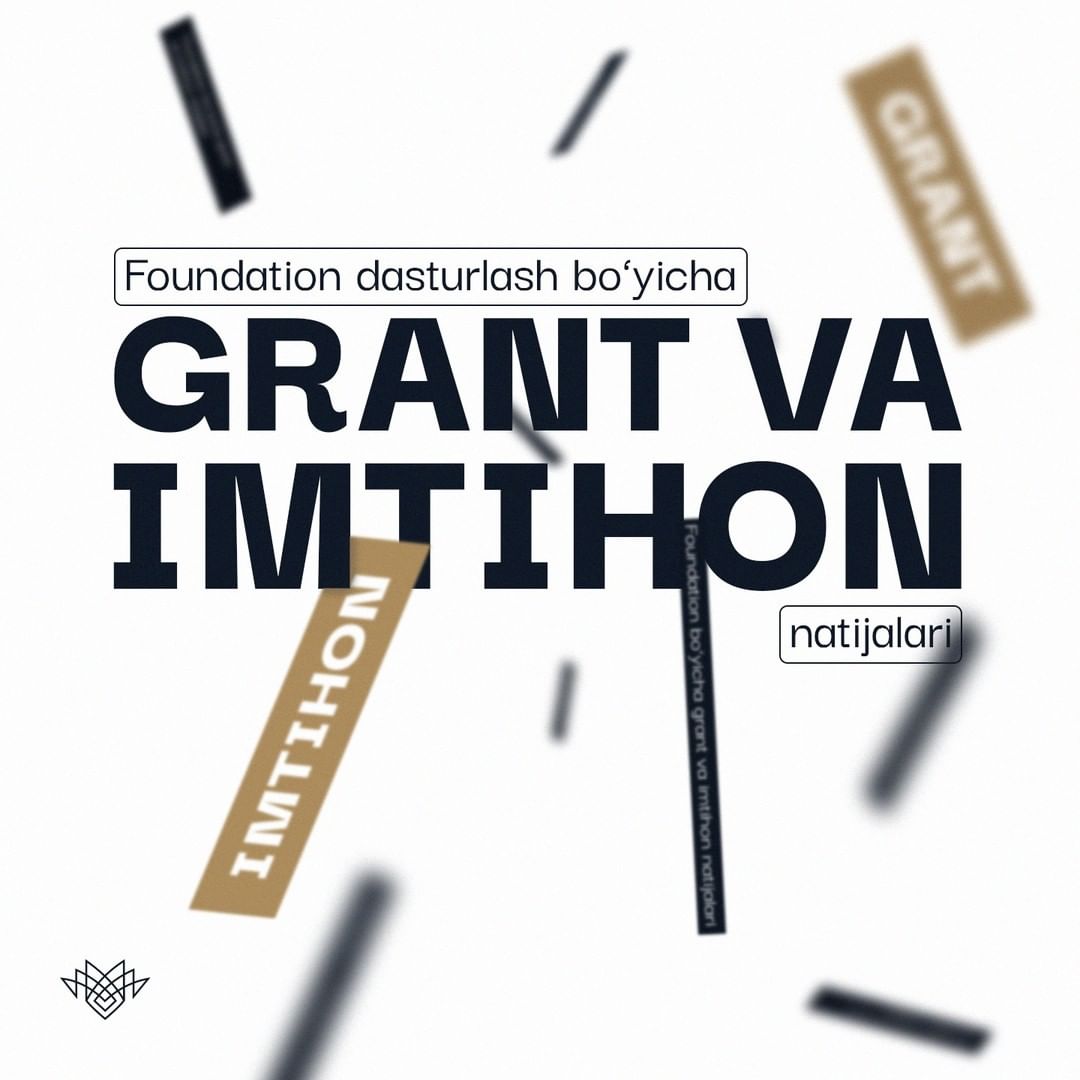 GRANT
Foundation dasturlash bo‘yicha
GRANT VA
IMTIHON
natijalari
IMTIHON
Foundation bo‘yicha grant va imtihon natijalari